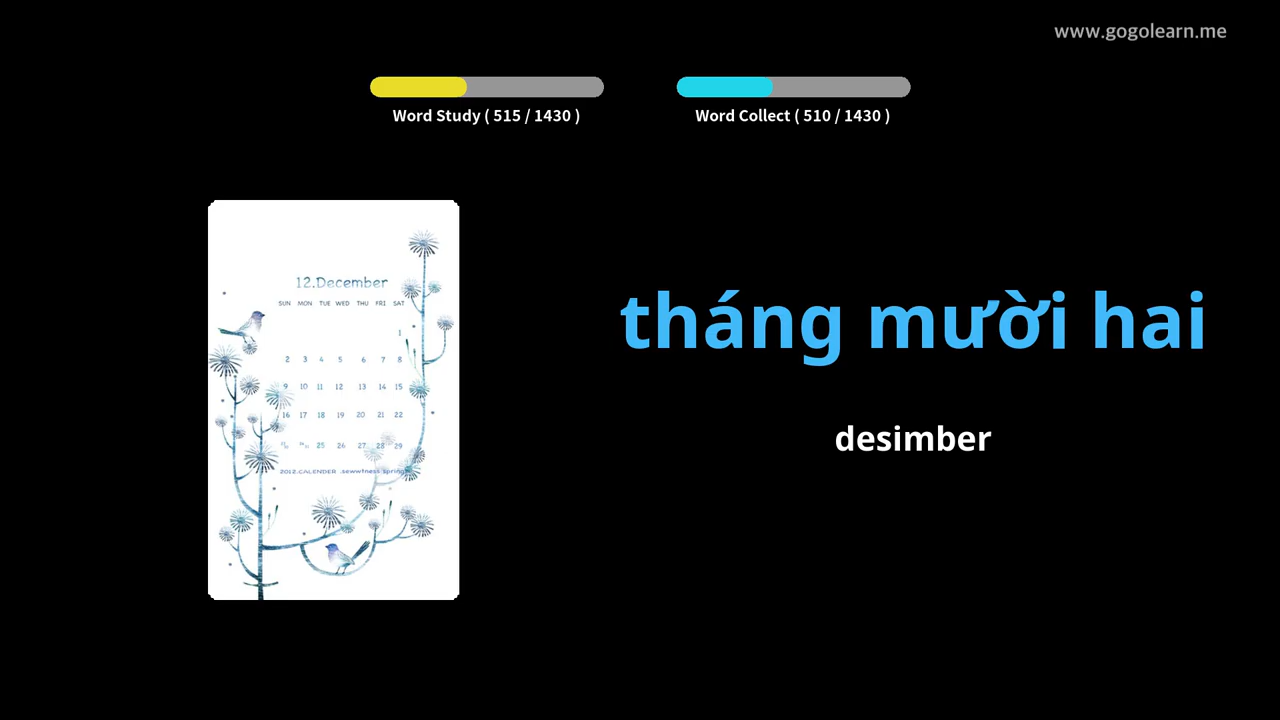 www.gogolearn.me
Word Study ( 515 / 1430 )
Word Collect ( 510 / 1430 )
12.December
SUN MON TUE WED THU FRI SAT
1
2 3 4 5 6 7 8
9 10 11 12 13 14 15
16 17 18 19 20 21 22
25 26 27 28 29
2012.CALENDER
tháng mười hai
desimber